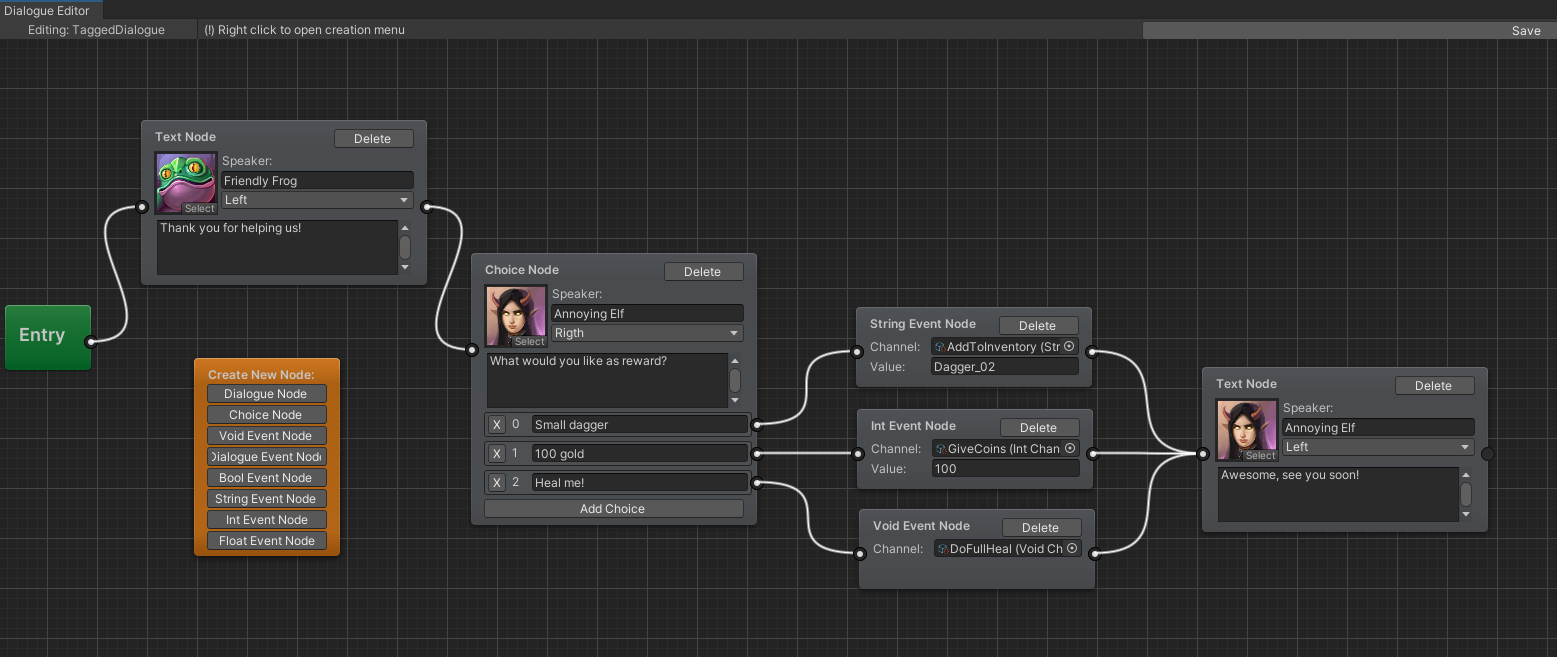 Dialogue Editor
Editing: TaggedDialogue
(!) Right click to open creation menu
Save
Text Node
Delete
Speaker:
Friendly Frog
Left
Select
Thank you for helping us!
Entry
Create New Node:
Dialogue Node
Choice Node
Void Event Node
Dialogue Event Node
Bool Event Node
String Event Node
Int Event Node
Float Event Node
Choice Node
Delete
Speaker:
Annoying Elf
Rigth
Select
What would you like as reward?
X 0 Small dagger
X 1 100 gold
X 2 Heal me!
Add Choice
String Event Node
Delete
Channel: AddToInventory (Str
Value: Dagger_02
Int Event Node
Delete
Channel: GiveCoins (Int Chan
Value: 100
Void Event Node
Delete
Channel: DoFullHeal (Void Ch
Text Node
Delete
Speaker:
Annoying Elf
Left
Select
Awesome, see you soon!